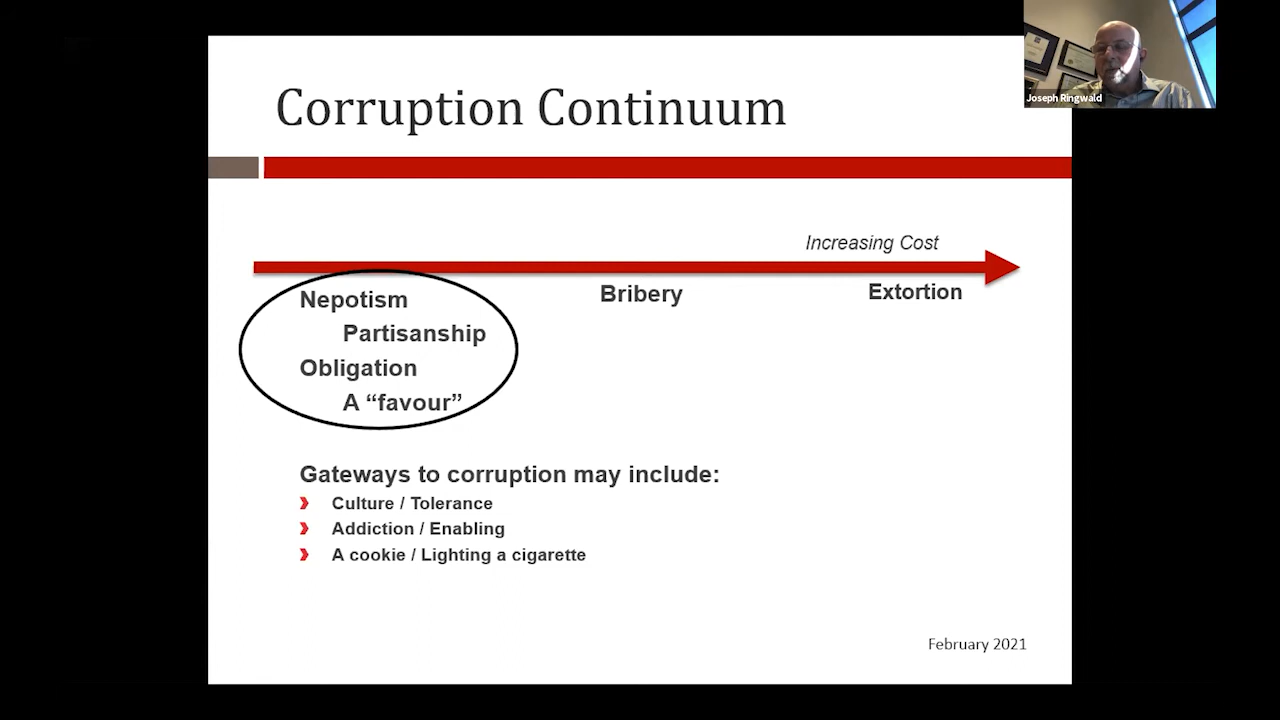 Corruption Continuum
Joseph Ringwald
Increasing Cost
Nepotism
Bribery
Extortion
Partisanship
Obligation
A “favour”
Gateways to corruption may include:
Culture / Tolerance
Addiction / Enabling
A cookie / Lighting a cigarette
February 2021